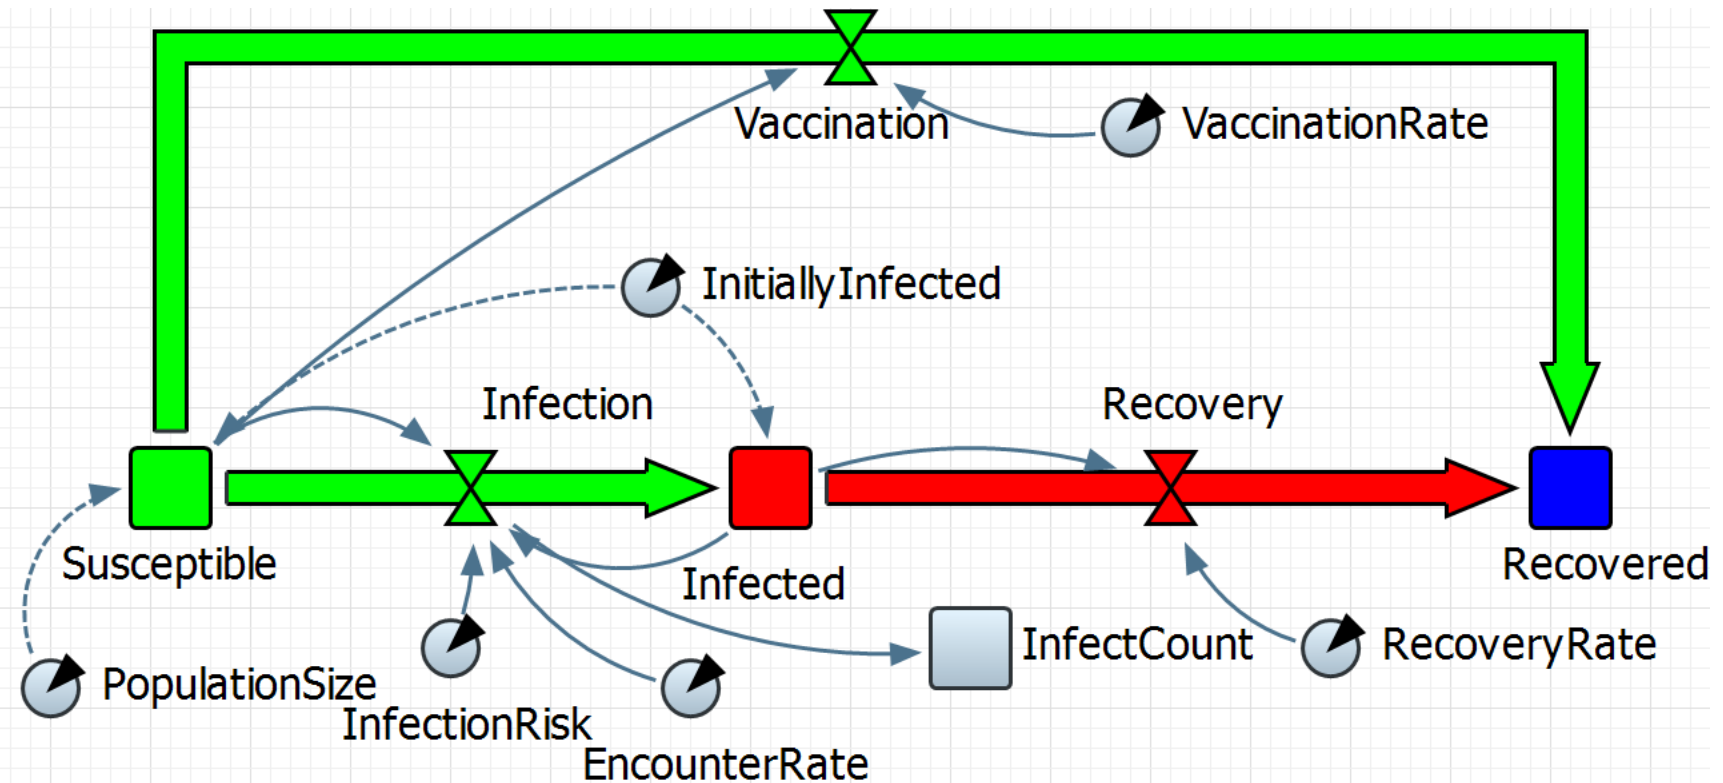 Vaccination
VaccinationRate
InitiallyInfected
Infection
Recovery
Susceptible
Infected
Recovered
InfectCount
RecoveryRate
PopulationSize
InfectionRisk
EncounterRate